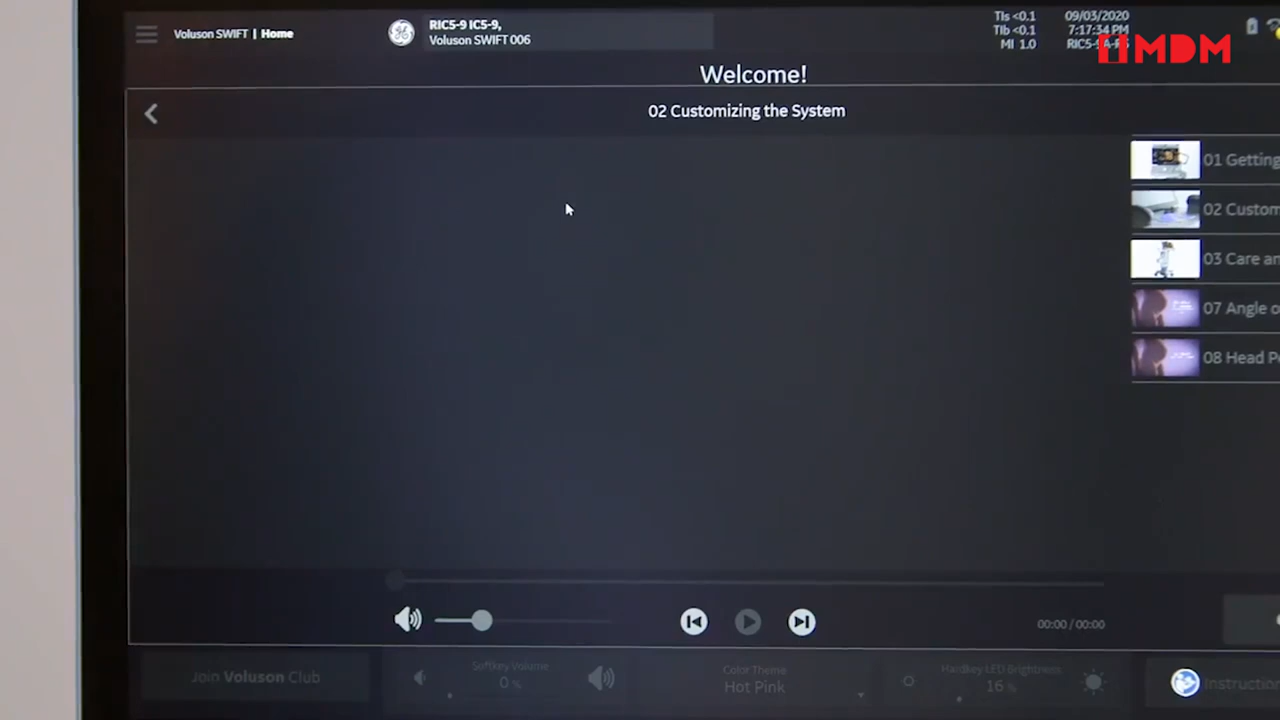 Voluson SWIFT | Home
RIC5-9 IC5-9,
Voluson SWIFT 006
TIs <0.1
TIb <0.1
MI 1.0
09/03/2020
7:17:34 PM
RIC5-9
MDM
Welcome!
02 Customizing the System
01 Getting
02 Custom
03 Care an
07 Angle o
08 Head P
00:00 / 00:00
Join Voluson Club
Softkey Volume
0 %
Color Theme
Hot Pink
Hardkey LED Brightness
16 %
Instruction